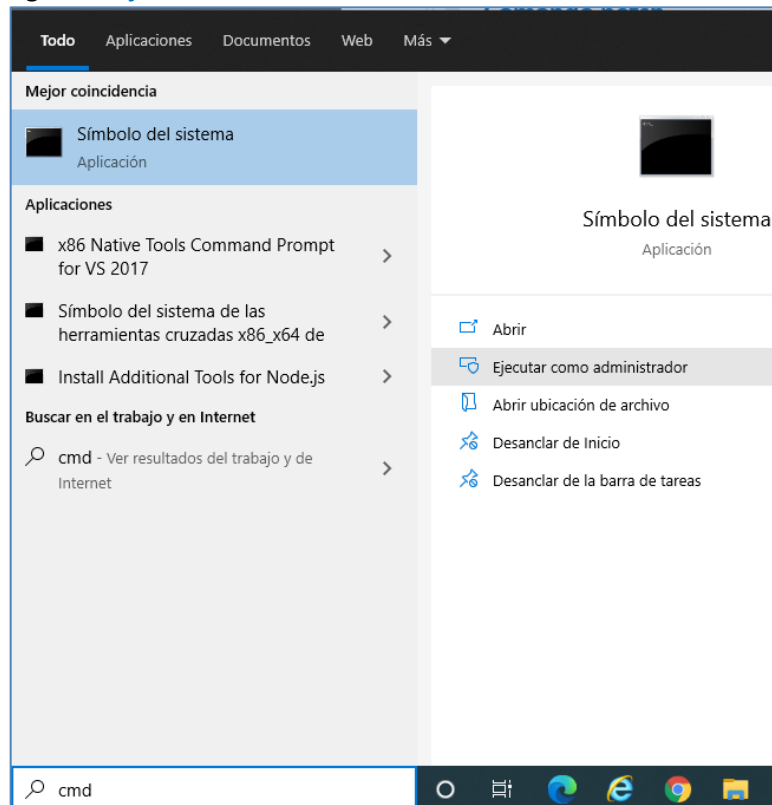 Todo Aplicaciones Documentos Web Más
Mejor coincidencia
Símbolo del sistema
Aplicación
Aplicaciones
x86 Native Tools Command Prompt
for VS 2017
Símbolo del sistema de las
herramientas cruzadas x86_x64 de
Install Additional Tools for Node.js
Buscar en el trabajo y en Internet
cmd - Ver resultados del trabajo y de
Internet
Símbolo del sistema
Aplicación
Abrir
Ejecutar como administrador
Abrir ubicación de archivo
Desanclar de Inicio
Desanclar de la barra de tareas
cmd